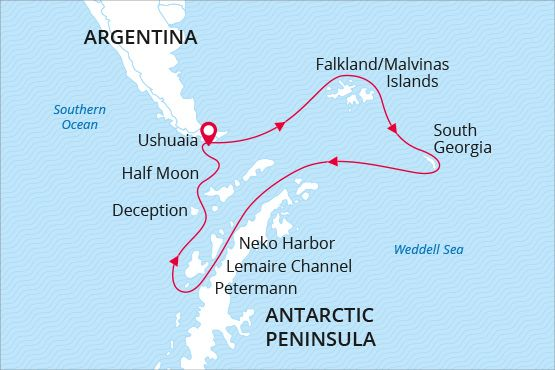 ARGENTINA
Falkland/Malvinas
Islands
Southern
Ocean
Ushuaia
South
Georgia
Half Moon
Deception
Neko Harbor
Weddell Sea
Lemaire Channel
Petermann
ANTARCTIC
PENINSULA